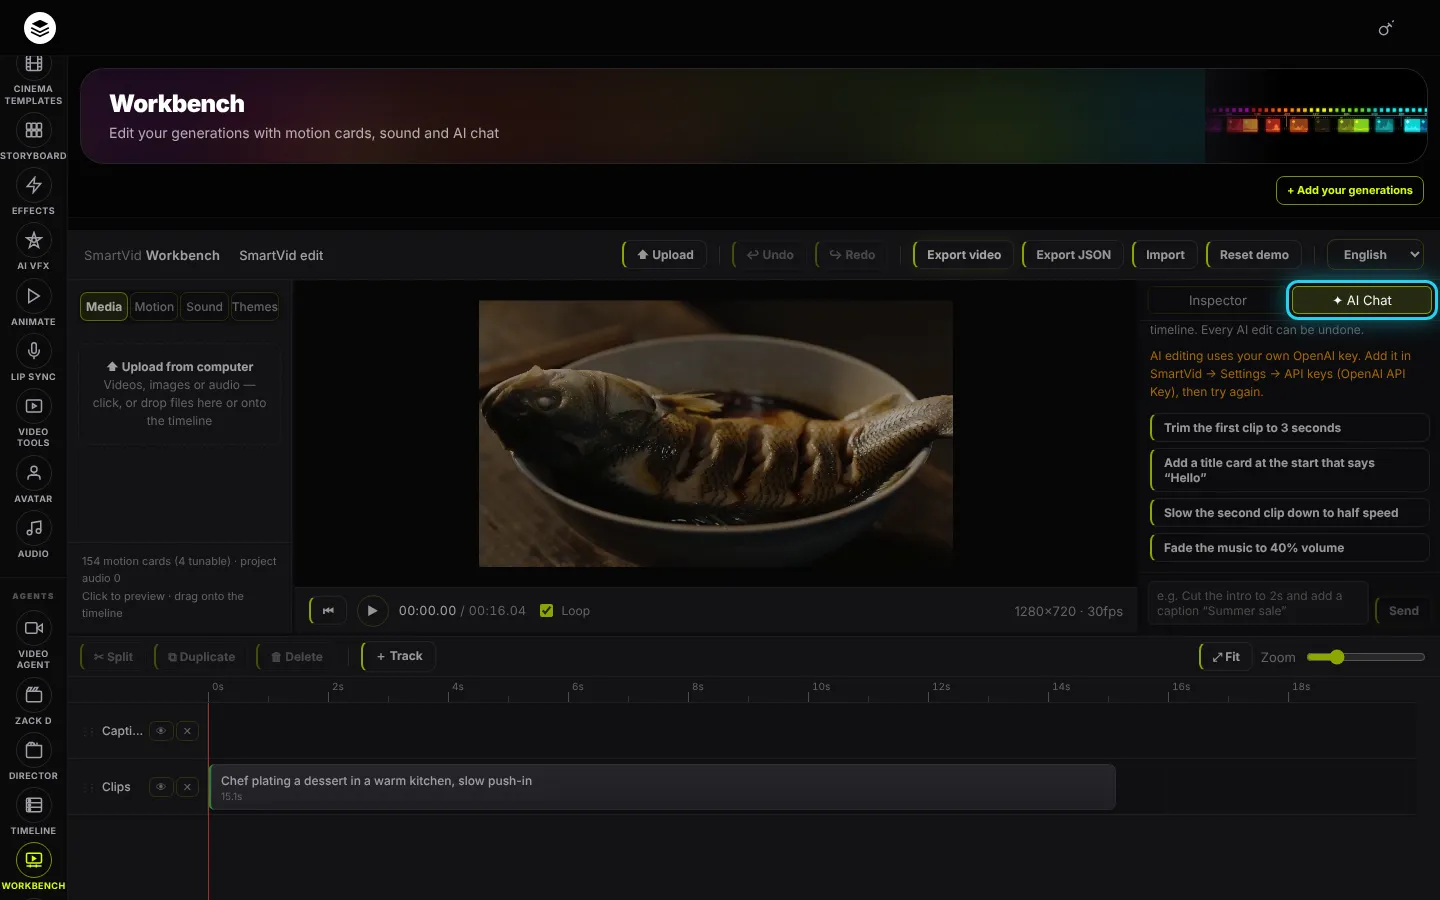 Workbench
Edit your generations with motion cards, sound and AI chat
+ Add your generations
SmartVid Workbench
SmartVid edit
Upload
Undo
Redo
Export video
Export JSON
Import
Reset demo
English
CINEMA
TEMPLATES
STORYBOARD
EFFECTS
AI VFX
ANIMATE
LIP SYNC
VIDEO
TOOLS
AVATAR
AUDIO
AGENTS
VIDEO
AGENT
ZACK D
DIRECTOR
TIMELINE
WORKBENCH
Media
Motion
Sound
Themes
Upload from computer
Videos, images or audio —
click, or drop files here or onto
the timeline
154 motion cards (4 tunable) · project
audio 0
Click to preview · drag onto the
timeline
00:00.00 / 00:16.04
Loop
1280×720 · 30fps
Inspector
✦ AI Chat
timeline. Every AI edit can be undone.
AI editing uses your own OpenAI key. Add it in
SmartVid → Settings → API keys (OpenAI API
Key), then try again.
Trim the first clip to 3 seconds
Add a title card at the start that says
“Hello”
Slow the second clip down to half speed
Fade the music to 40% volume
e.g. Cut the intro to 2s and add a
caption “Summer sale”
Send
Split
Duplicate
Delete
+ Track
Fit
Zoom
0s
2s
4s
6s
8s
10s
12s
14s
16s
18s
Capti...
Clips
Chef plating a dessert in a warm kitchen, slow push-in
15.1s